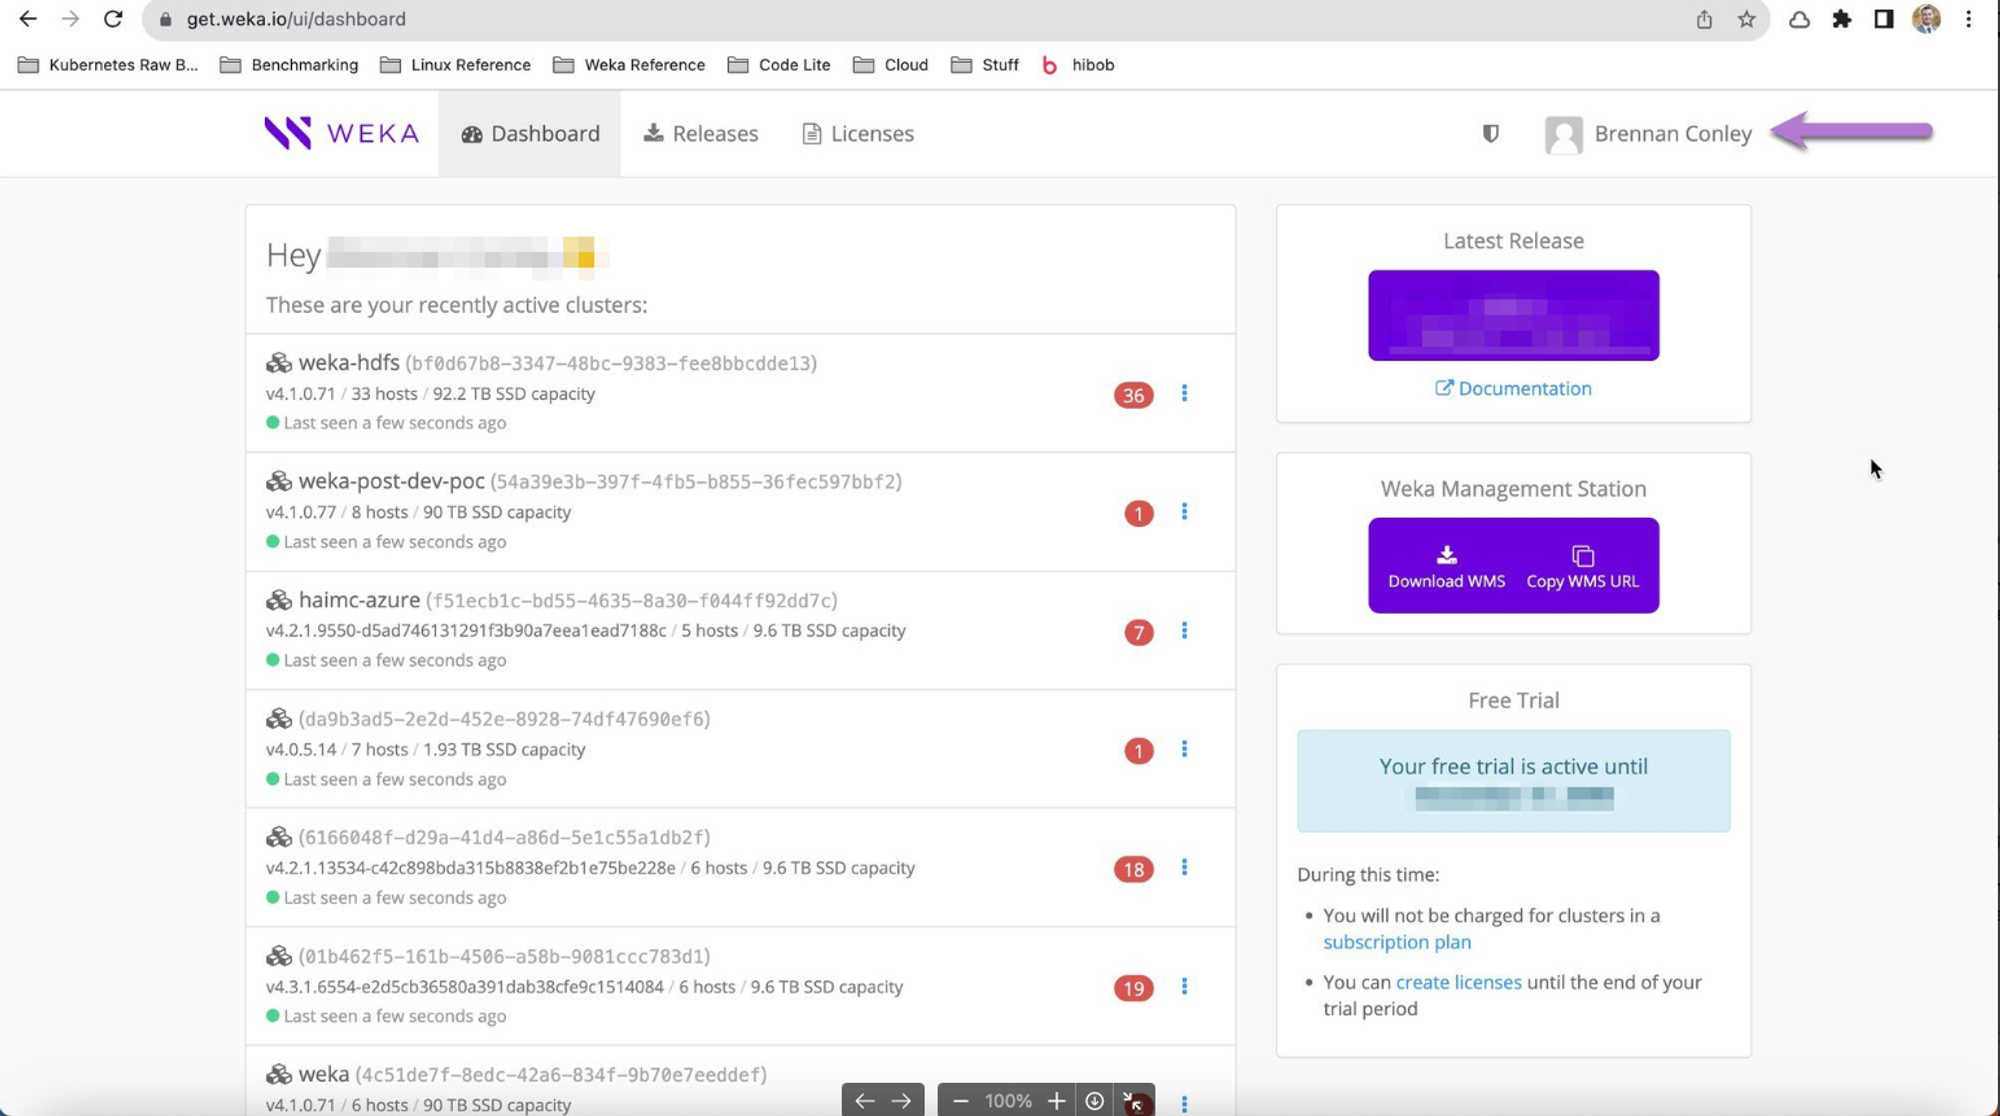 get.weka.io/ui/dashboard
Kubernetes Raw B... Benchmarking Linux Reference Weka Reference Code Lite Cloud Stuff hibob
WEKA Dashboard Releases Licenses Brennan Conley
Hey
These are your recently active clusters:
weka-hdfs (bf0d67b8-3347-48bc-9383-fee8bbcdde13)
v4.1.0.71 / 33 hosts / 92.2 TB SSD capacity
36
Last seen a few seconds ago
weka-post-dev-poc (54a39e3b-397f-4fb5-b855-36fec597bbf2)
v4.1.0.77 / 8 hosts / 90 TB SSD capacity
1
Last seen a few seconds ago
haimc-azure (f51ecb1c-bd55-4635-8a30-f044ff92dd7c)
v4.2.1.9550-d5ad746131291f3b90a7eea1ead7188c / 5 hosts / 9.6 TB SSD capacity
7
Last seen a few seconds ago
(da9b3ad5-2e2d-452e-8928-74df47690ef6)
v4.0.5.14 / 7 hosts / 1.93 TB SSD capacity
1
Last seen a few seconds ago
(6166048f-d29a-41d4-a86d-5e1c55a1db2f)
v4.2.1.13534-c42c898bda315b8838ef2b1e75be228e / 6 hosts / 9.6 TB SSD capacity
18
Last seen a few seconds ago
(01b462f5-161b-4506-a58b-9081ccc783d1)
v4.3.1.6554-e2d5cb36580a391dab38cfe9c1514084 / 6 hosts / 9.6 TB SSD capacity
19
Last seen a few seconds ago
weka (4c51de7f-8edc-42a6-834f-9b70e7eeddef)
v4.1.0.71 / 6 hosts / 90 TB SSD capacity
Latest Release
Documentation
Weka Management Station
Download WMS Copy WMS URL
Free Trial
Your free trial is active until
During this time:
• You will not be charged for clusters in a
subscription plan
• You can create licenses until the end of your
trial period
100%